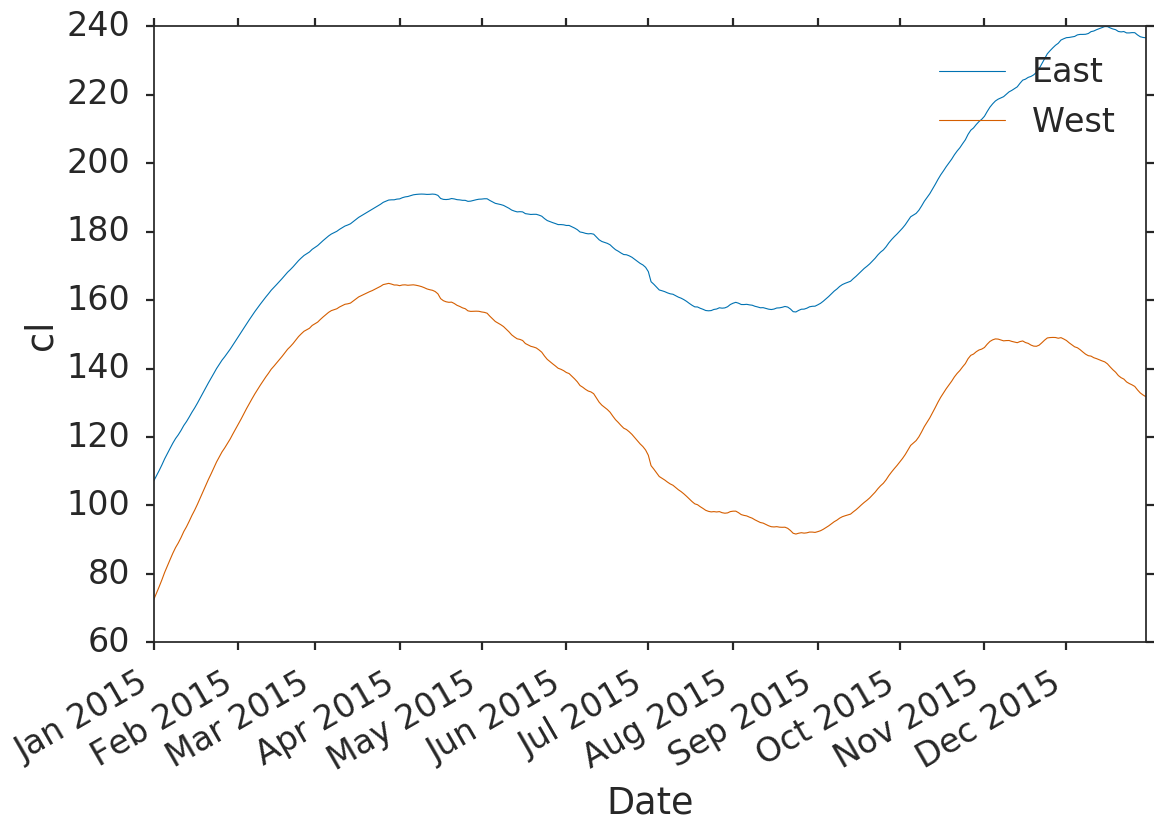 240
220
200
180
160
140
120
100
80
60
cl
East
West
Jan 2015
Feb 2015
Mar 2015
Apr 2015
May 2015
Jun 2015
Jul 2015
Aug 2015
Sep 2015
Oct 2015
Nov 2015
Dec 2015
Date